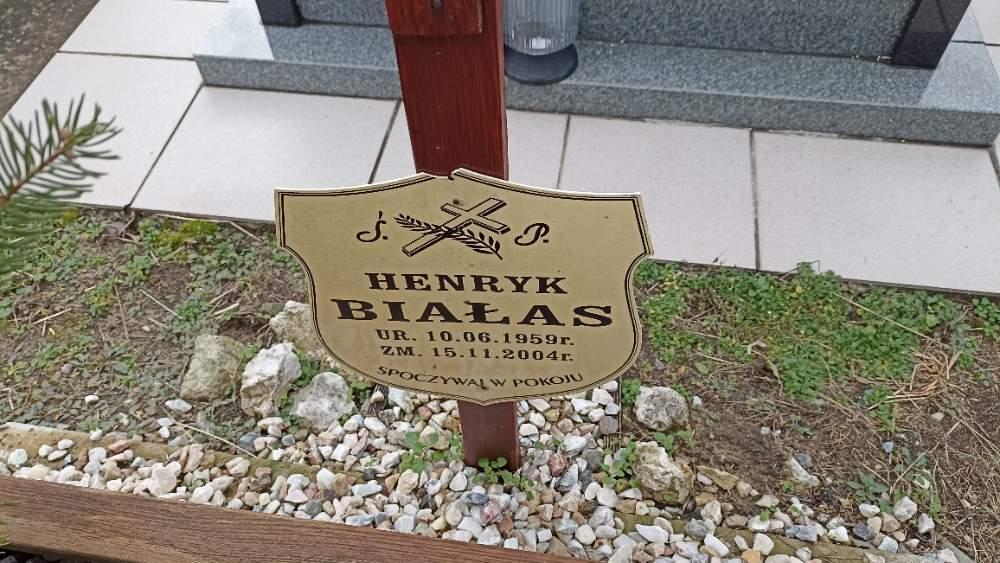 Ś. P.
HENRYK
BIAŁAS
UR. 10.06.1959r.
ZM. 15.11.2004r.
SPOCZYWAJ W POKOJU